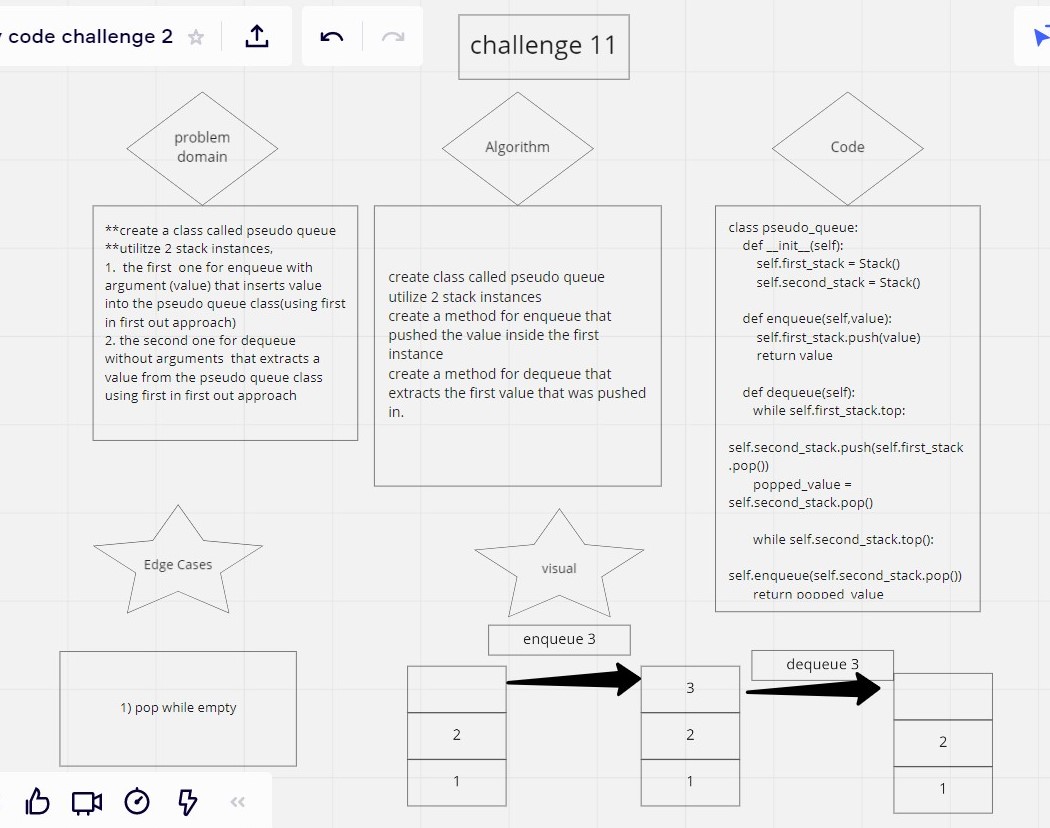 code challenge 2
challenge 11
problem
domain
Algorithm
Code
**create a class called pseudo queue
**utilitze 2 stack instances,
1.  the first  one for enqueue with
argument (value) that inserts value
into the pseudo queue class(using first
in first out approach)
2. the second one for dequeue
without arguments  that extracts a
value from the pseudo queue class
using first in first out approach
create class called pseudo queue
utilize 2 stack instances
create a method for enqueue that
pushed the value inside the first
instance
create a method for dequeue that
extracts the first value that was pushed
in.
class pseudo_queue:
def __init__(self):
self.first_stack = Stack()
self.second_stack = Stack()
def enqueue(self,value):
self.first_stack.push(value)
return value
def dequeue(self):
while self.first_stack.top:
self.second_stack.push(self.first_stack
.pop())
popped_value =
self.second_stack.pop()
while self.second_stack.top():
self.enqueue(self.second_stack.pop())
return popped_value
Edge Cases
visual
1) pop while empty
enqueue 3
dequeue 3
2
1
3
2
1
2
1